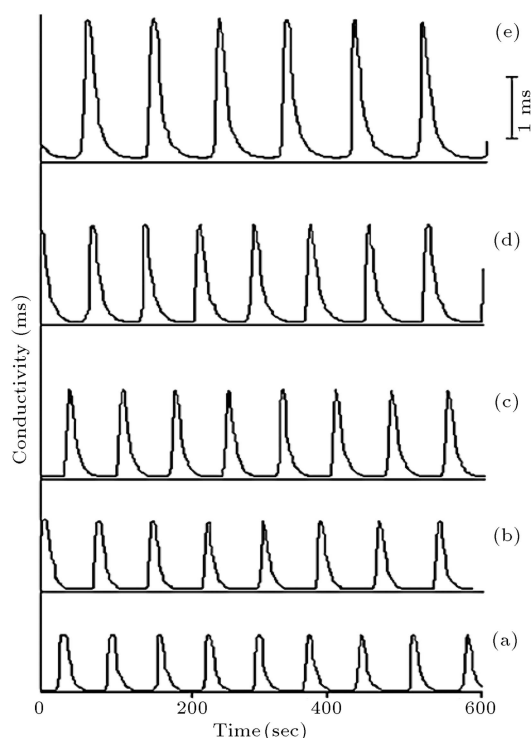 (e)
1 ms
(d)
Conductivity (ms)
(c)
(b)
(a)
0 200 400 600
Time (sec)